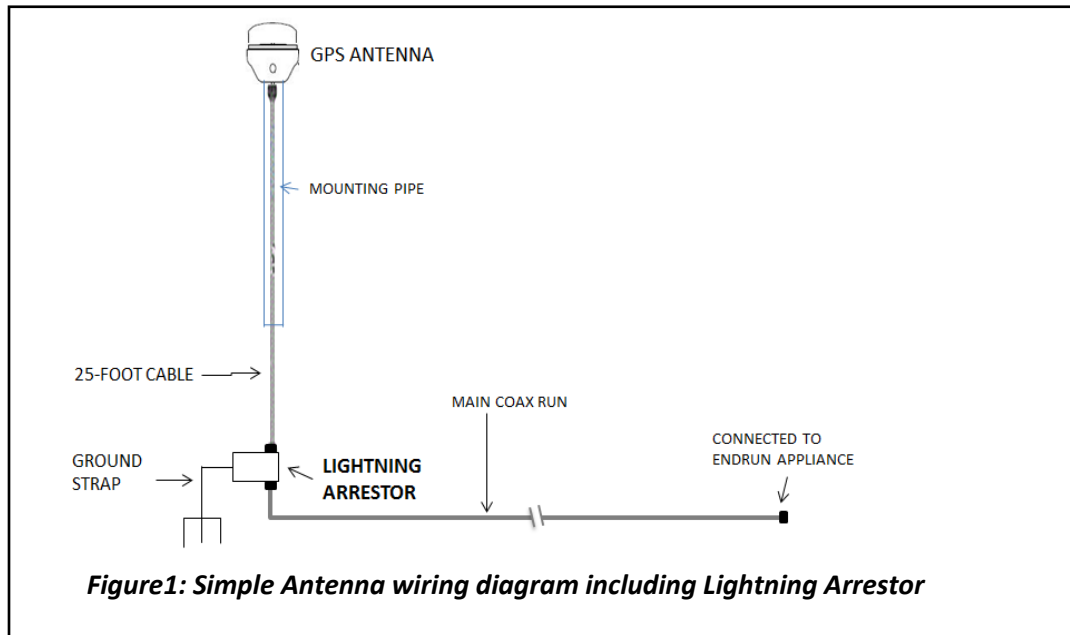 GPS ANTENNA
MOUNTING PIPE
25-FOOT CABLE
MAIN COAX RUN
CONNECTED TO
ENDRUN APPLIANCE
GROUND
STRAP
LIGHTNING
ARRESTOR
Figure1: Simple Antenna wiring diagram including Lightning Arrestor